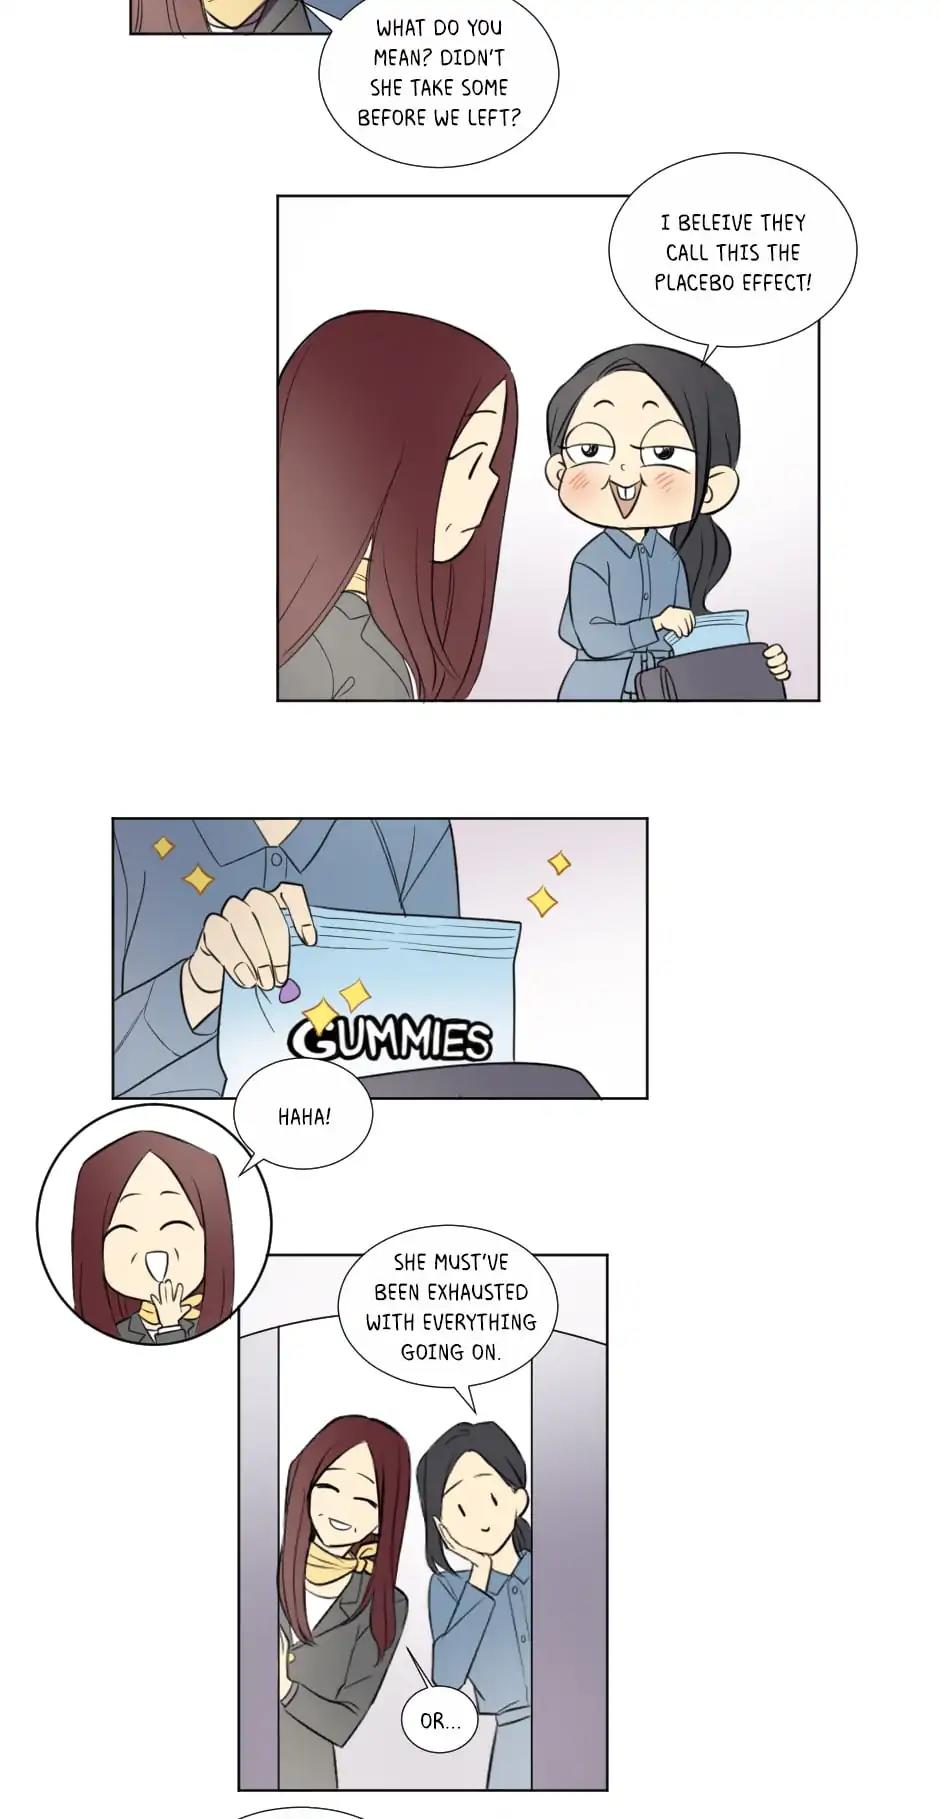 WHAT DO YOU
MEAN? DIDN'T
SHE TAKE SOME
BEFORE WE LEFT?
I BELEIVE THEY
CALL THIS THE
PLACEBO EFFECT!
GUMMIES
HAHA!
SHE MUST'VE
BEEN EXHAUSTED
WITH EVERYTHING
GOING ON.
OR...